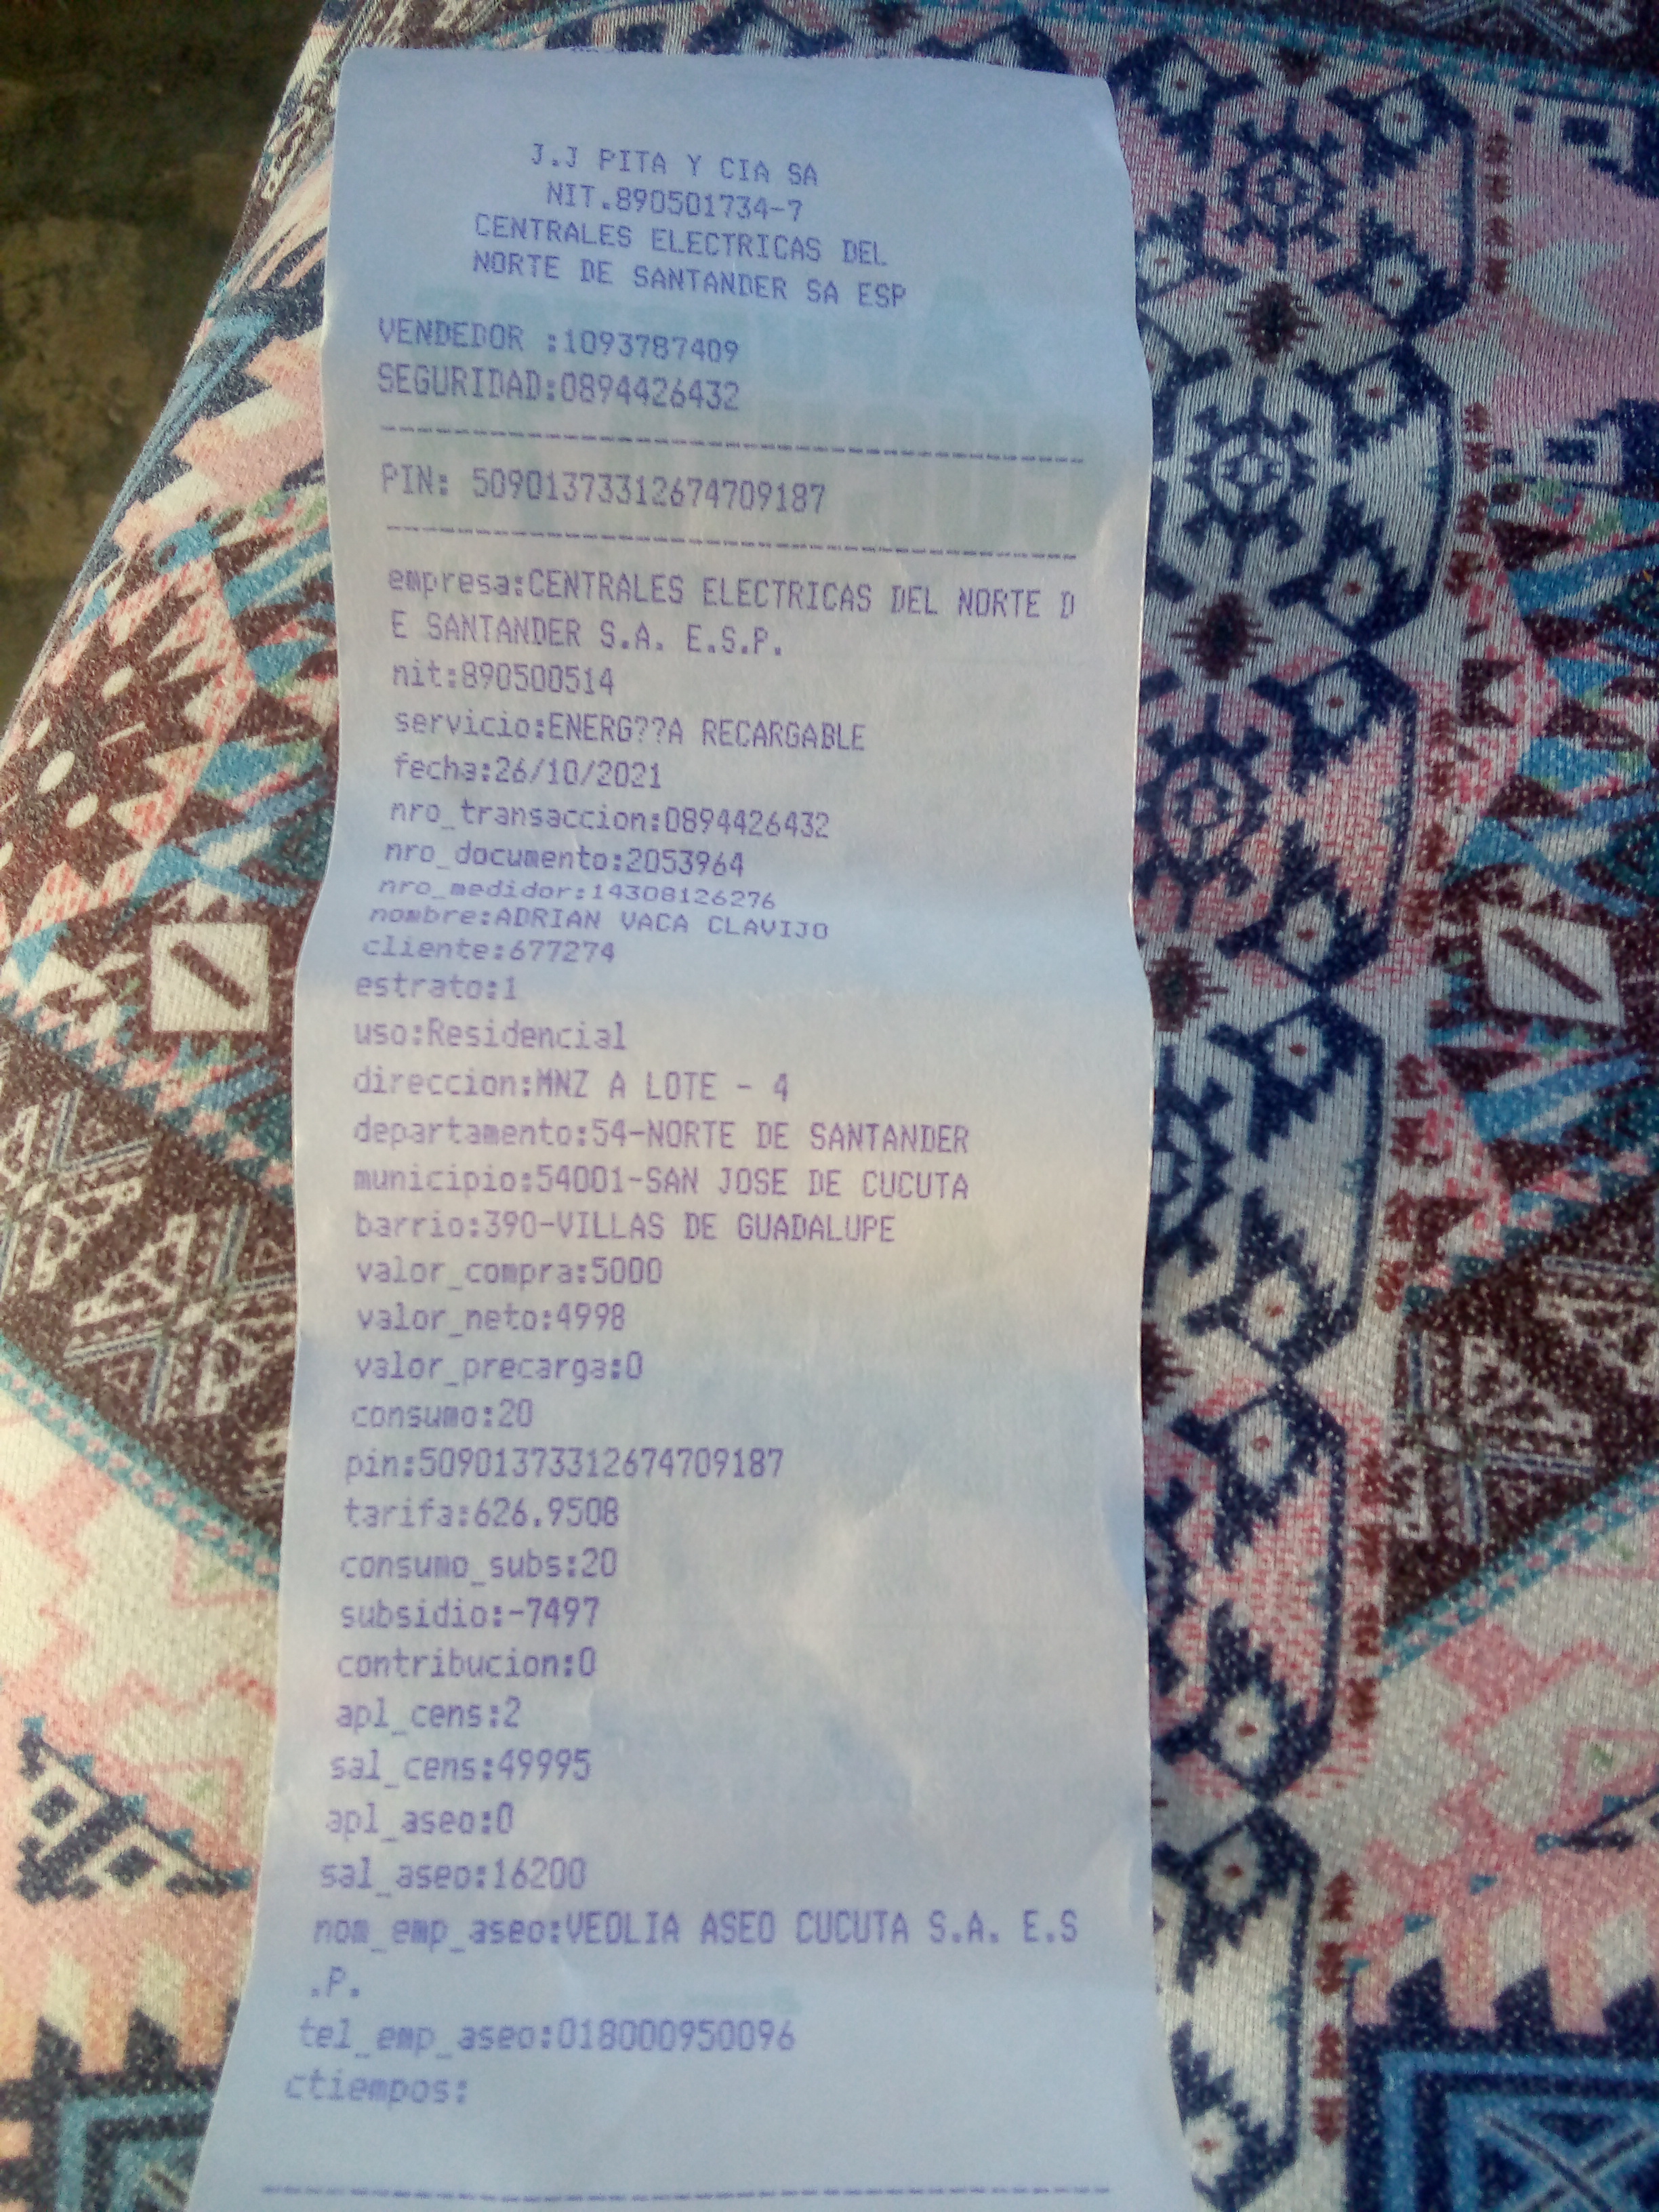 J.J PITA Y CIA SA
NIT.890501734-7
CENTRALES ELECTRICAS DEL
NORTE DE SANTANDER SA ESP
VENDEDOR :1093787409
SEGURIDAD:0894426432
PIN: 50901373312674709187
empresa:CENTRALES ELECTRICAS DEL NORTE D
E SANTANDER S.A. E.S.P.
nit:890500514
servicio:ENERG??A RECARGABLE
fecha:26/10/2021
nro_transaccion:0894426432
nro_documento:2053964
nro_medidor:14308126276
nombre:ADRIAN VACA CLAVIJO
cliente:677274
estrato:1
uso:Residencial
direccion:MNZ A LOTE - 4
departamento:54-NORTE DE SANTANDER
municipio:54001-SAN JOSE DE CUCUTA
barrio:390-VILLAS DE GUADALUPE
valor_compra:5000
valor_neto:4998
valor_precarga:0
consumo:20
pin:50901373312674709187
tarifa:626.9508
consumo_subs:20
subsidio:-7497
contribucion:0
apl_cens:2
sal_cens:49995
apl_aseo:0
sal_aseo:16200
nom_emp_aseo:VEOLIA ASEO CUCUTA S.A. E.S
.P.
tel_emp_aseo:018000950096
ctiempos: